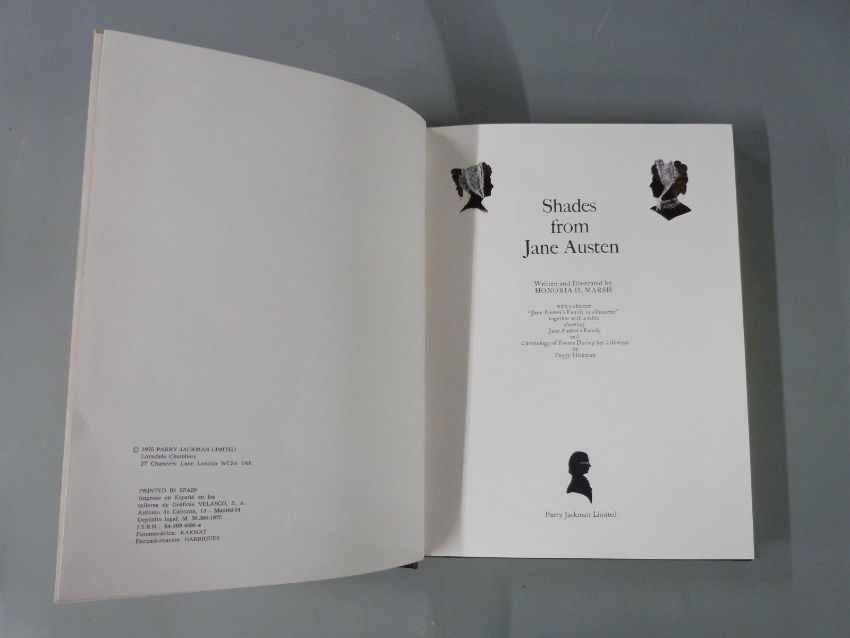 © 1975 PARRY JACKMAN LIMITED
Lonsdale Chambers
27 Chancery Lane London WC2A 1NF.
PRINTED IN SPAIN
Impreso en España en los
talleres de Gráficas VELASCO, S. A.
Antonio de Cabezón, 13 - Madrid-34
Depósito legal, M. 39.386-1975
I.S.B.N. 84-399-4686-4
Fotomecánica: KARMAT
Encuadernación GARRIGUES
Shades
from
Jane Austen
Written and Illustrated by
HONORIA D. MARSH
with a chapter
"Jane Austen's Family in silhouette"
together with a table
showing
Jane Austen's Family
and
Chronology of Events During her Lifetime
by
Peggy Hickman
Parry Jackman Limited